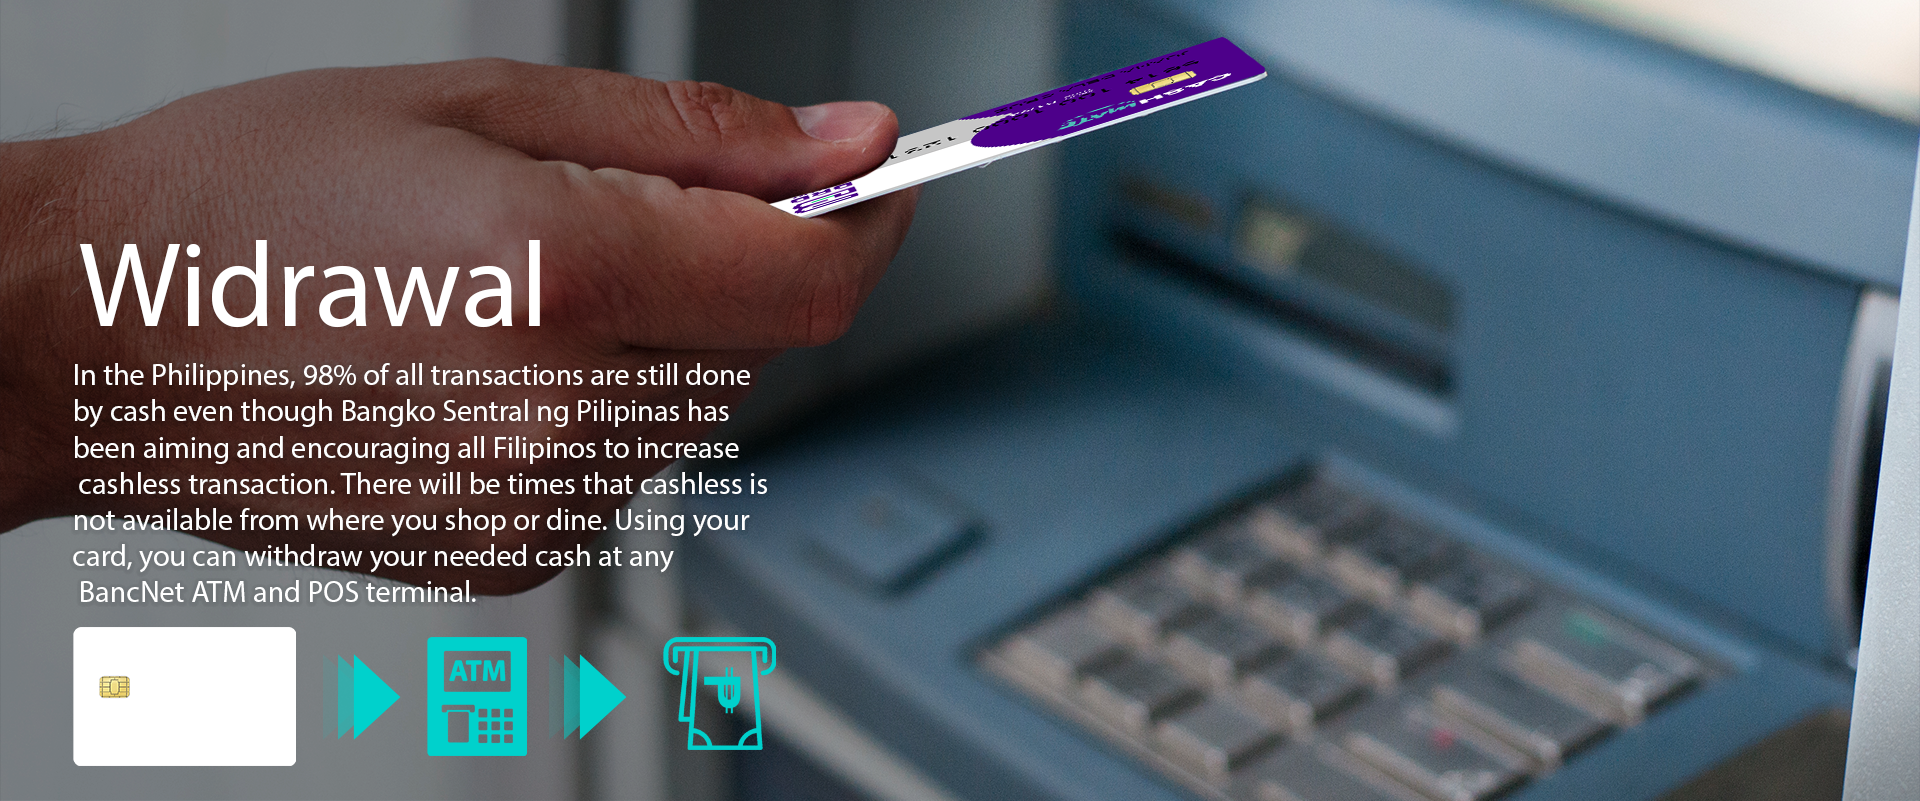 CASH
Widrawal
In the Philippines, 98% of all transactions are still done
by cash even though Bangko Sentral ng Pilipinas has
been aiming and encouraging all Filipinos to increase
cashless transaction. There will be times that cashless is
not available from where you shop or dine. Using your
card, you can withdraw your needed cash at any
BancNet ATM and POS terminal.
ATM